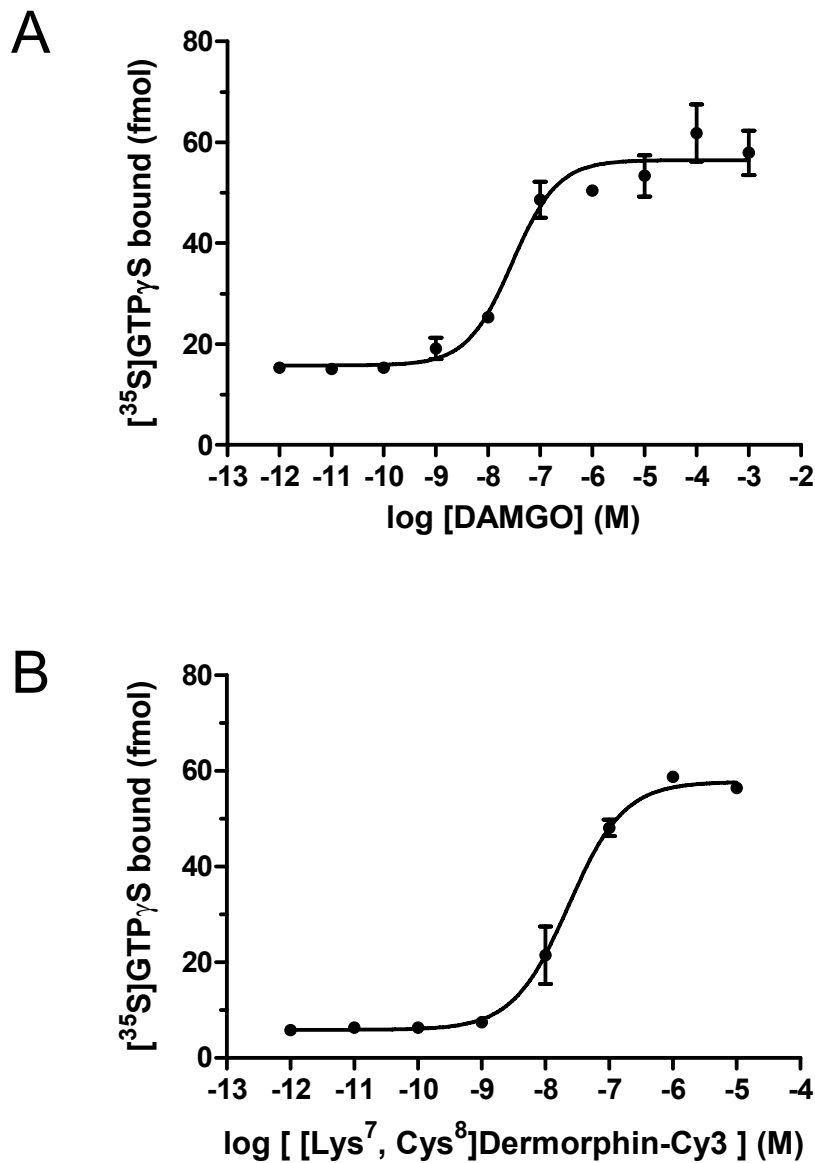 A
[³⁵S]GTPγS bound (fmol)
80
60
40
20
0
-13 -12 -11 -10 -9 -8 -7 -6 -5 -4 -3 -2
log [DAMGO] (M)
B
[³⁵S]GTPγS bound (fmol)
80
60
40
20
0
-13 -12 -11 -10 -9 -8 -7 -6 -5 -4
log [ [Lys⁷, Cys⁸]Dermorphin-Cy3 ] (M)